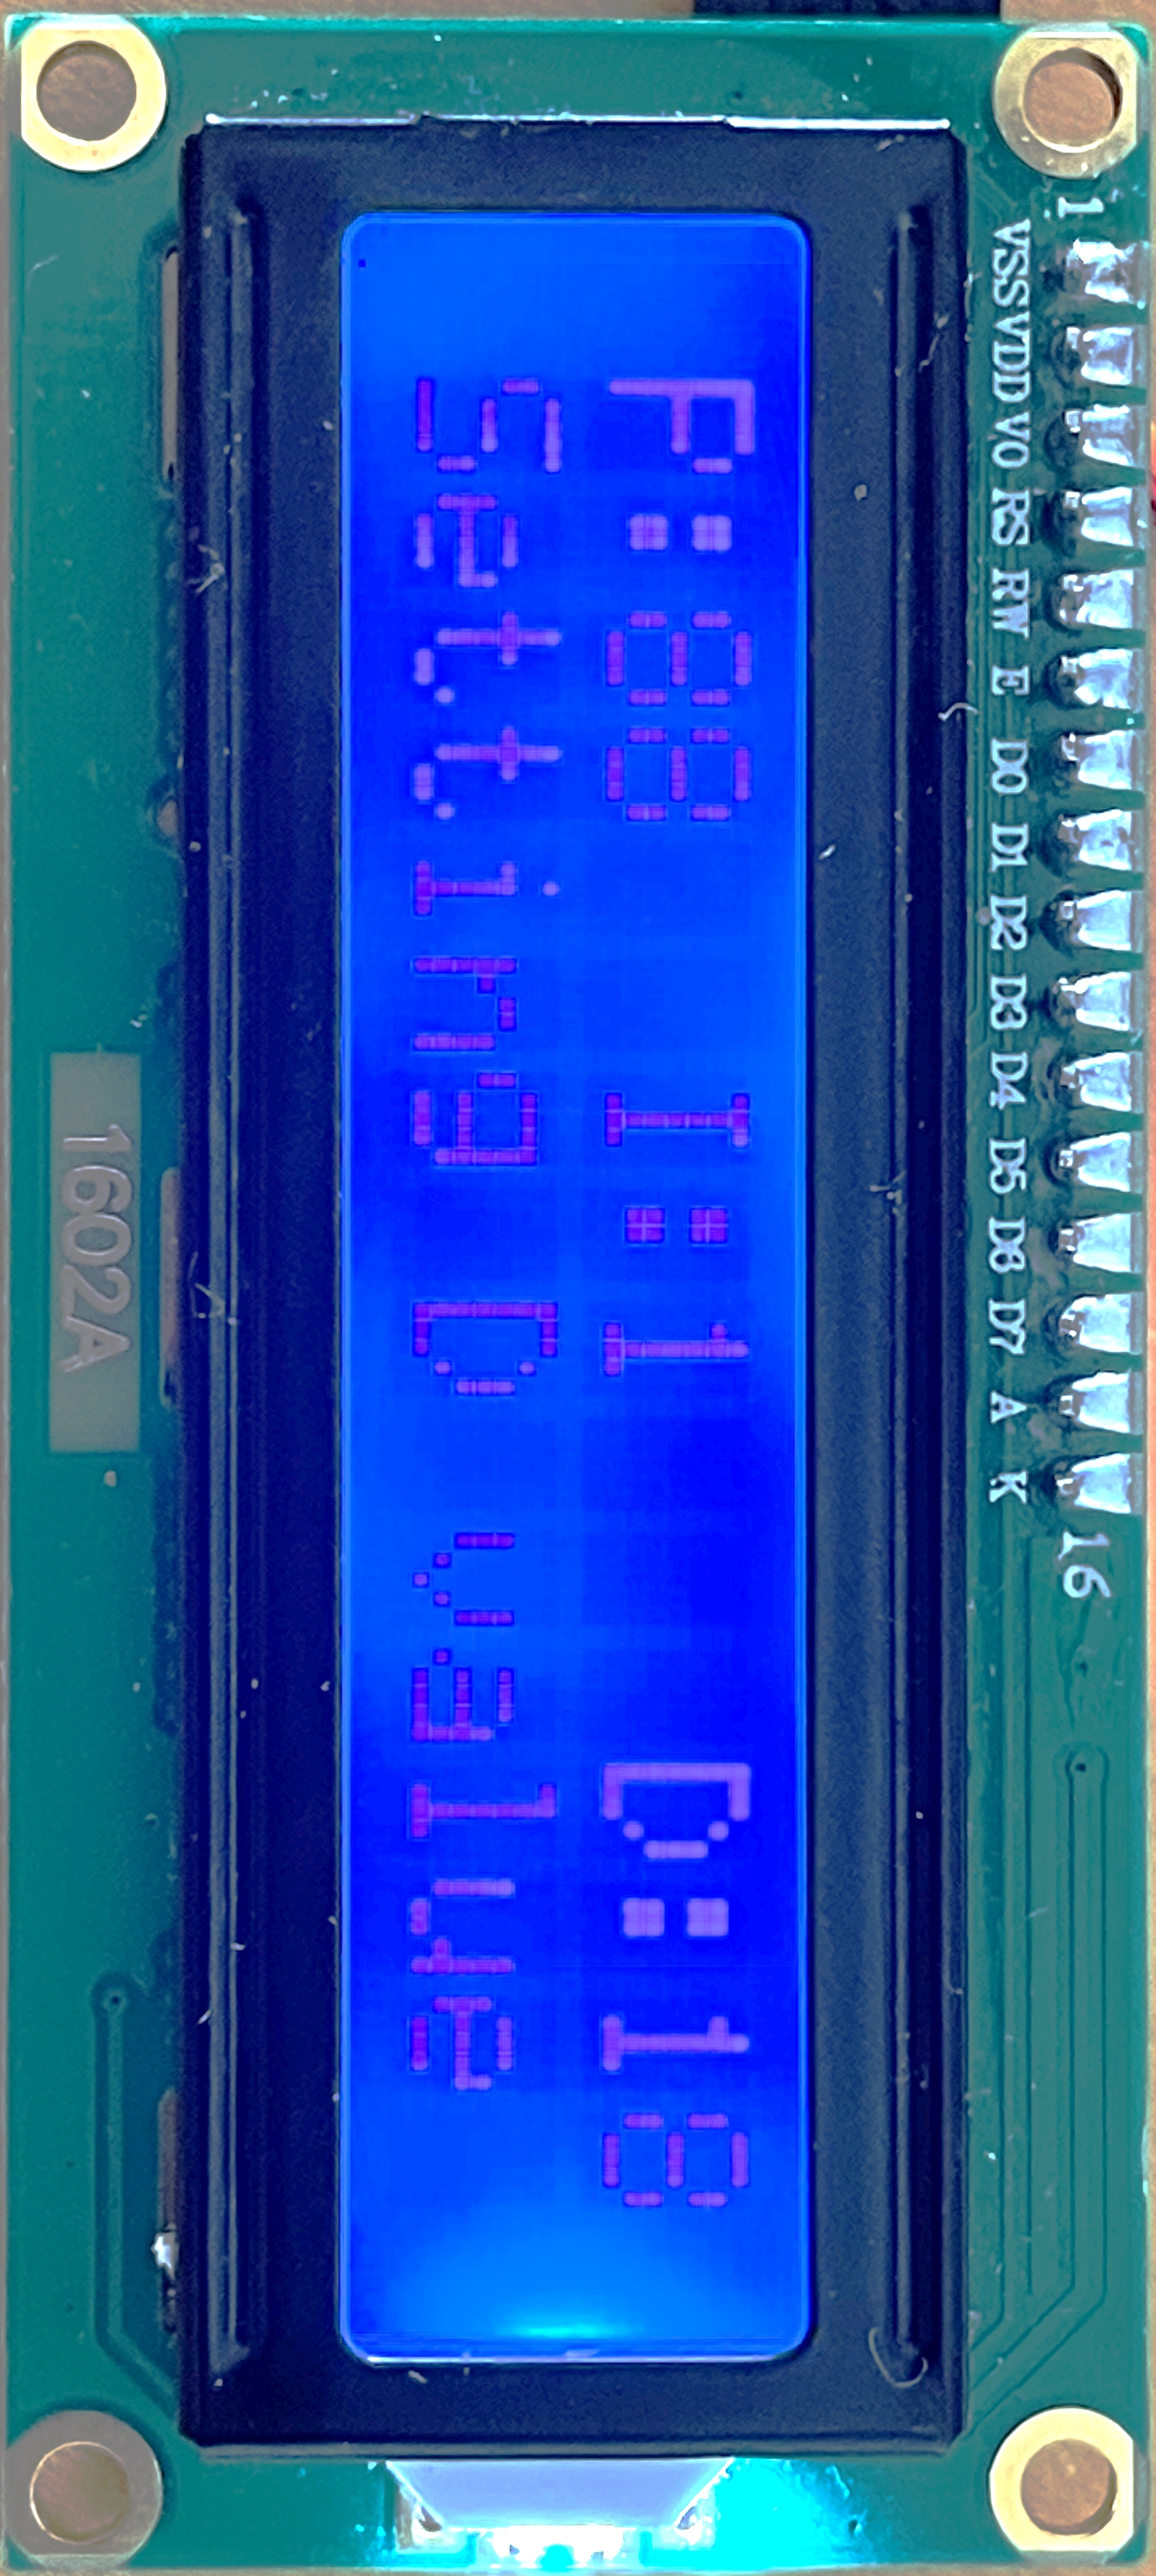 1 16
VSS VDD V0 RS RW E D0 D1 D2 D3 D4 D5 D6 D7 A K
P:88 I:1 D:18
Setting D value
1602A